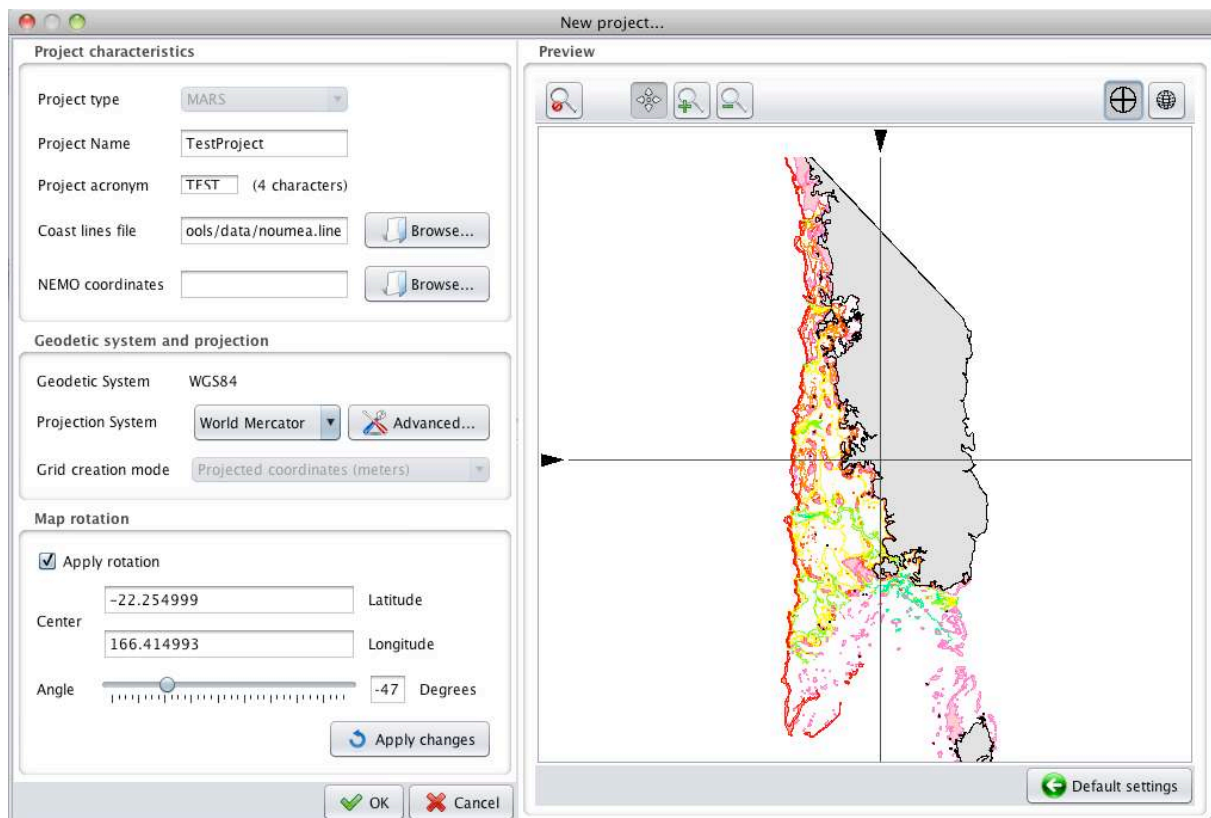 New project...
Project characteristics
Project type MARS
Project Name TestProject
Project acronym TEST (4 characters)
Coast lines file ools/data/noumea.line Browse...
NEMO coordinates Browse...
Geodetic system and projection
Geodetic System WGS84
Projection System World Mercator Advanced...
Grid creation mode Projected coordinates (meters)
Map rotation
Apply rotation
Center
-22.254999 Latitude
166.414993 Longitude
Angle -47 Degrees
Apply changes
OK Cancel
Preview
Default settings